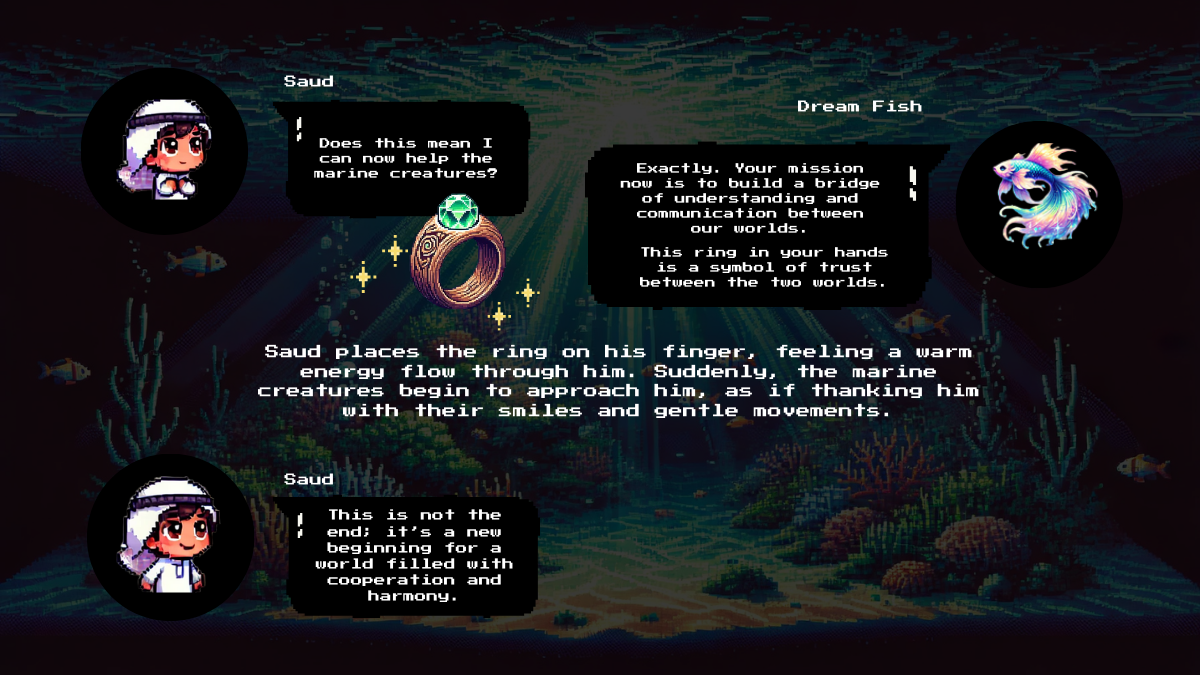 Saud
Does this mean I
can now help the
marine creatures?
Dream Fish
Exactly. Your mission
now is to build a bridge
of understanding and
communication between
our worlds.
This ring in your hands
is a symbol of trust
between the two worlds.
Saud places the ring on his finger, feeling a warm
energy flow through him. Suddenly, the marine
creatures begin to approach him, as if thanking him
with their smiles and gentle movements.
Saud
This is not the
end; it's a new
beginning for a
world filled with
cooperation and
harmony.